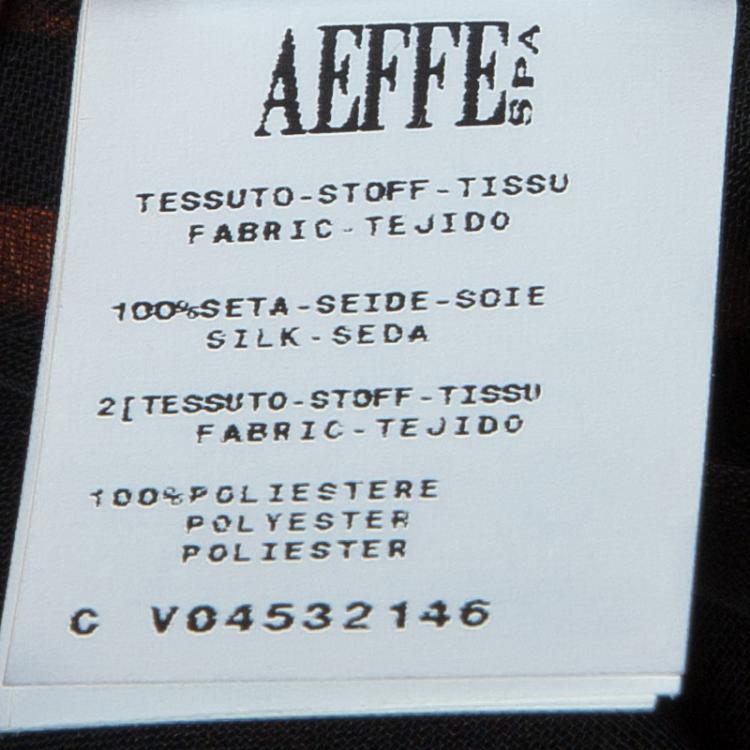 AEFFE SPA
TESSUTO-STOFF-TISSU
FABRIC-TEJIDO
100%SETA-SEIDE-SOIE
SILK-SEDA
2[TESSUTO-STOFF-TISSU
FABRIC-TEJIDO
100%POLIESTERE
POLYESTER
POLIESTER
C V04532146